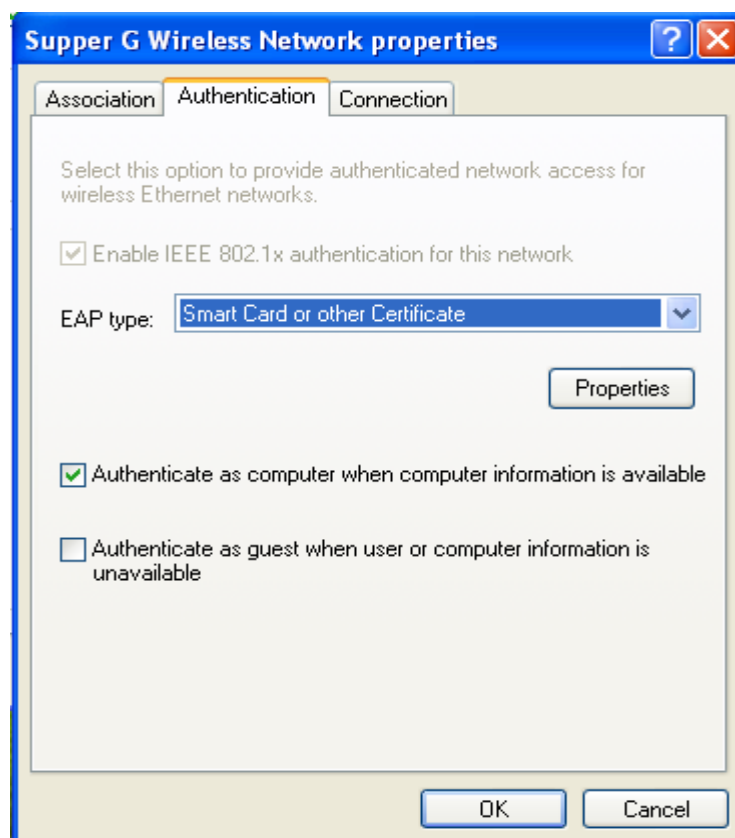 Supper G Wireless Network properties
Association Authentication Connection
Select this option to provide authenticated network access for
wireless Ethernet networks.
Enable IEEE 802.1x authentication for this network
EAP type: Smart Card or other Certificate
Properties
Authenticate as computer when computer information is available
Authenticate as guest when user or computer information is
unavailable
OK Cancel